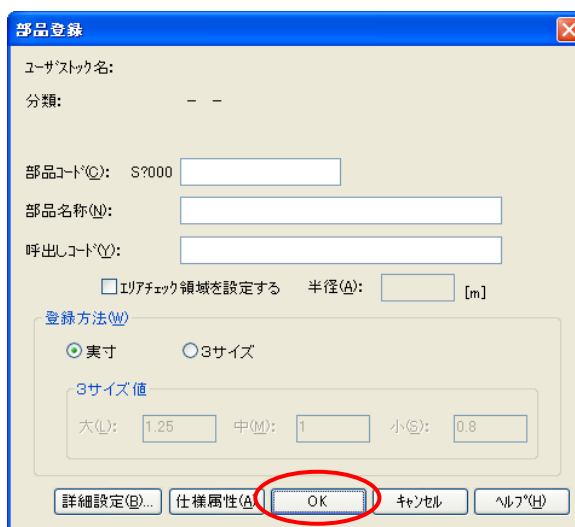 部品登録
ユーザストック名:
分類: － －
部品コード(C): S?000
部品名称(N):
呼出しコード(Y):
エリアチェック領域を設定する 半径(A): [m]
登録方法(W)
実寸 3サイズ
3サイズ値
大(L): 1.25 中(M): 1 小(S): 0.8
詳細設定(B)... 仕様属性(A OK キャンセル ヘルプ(H)